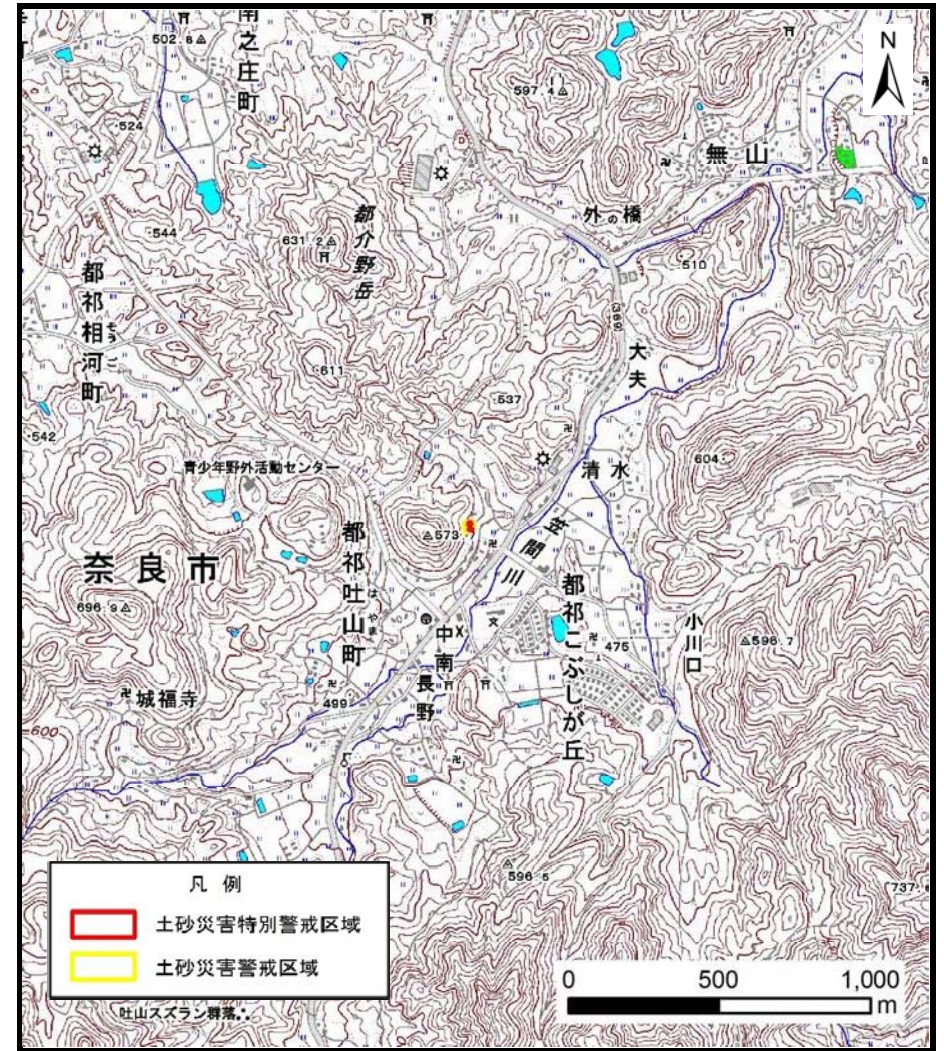 南之庄町
502.8
N
597.4
524
無山
外の橋
544
都介野岳
631.2
510
都祁相河町
(369)
大夫
611
537
542
604
青少年野外活動センター
清水
573
笠間川
奈良市
都祁吐山町
はやま
都祁こぶしが丘
696.9
中南
小川口
475
596.7
城福寺
長野
499
600
596.5
737
凡例
土砂災害特別警戒区域
土砂災害警戒区域
吐山スズラン群落
0 500 1,000
m